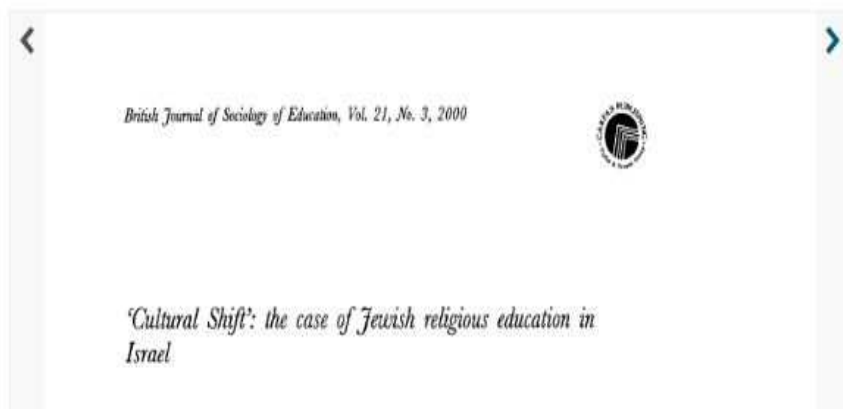 British Journal of Sociology of Education, Vol. 21, No. 3, 2000
'Cultural Shift': the case of Jewish religious education in
Israel